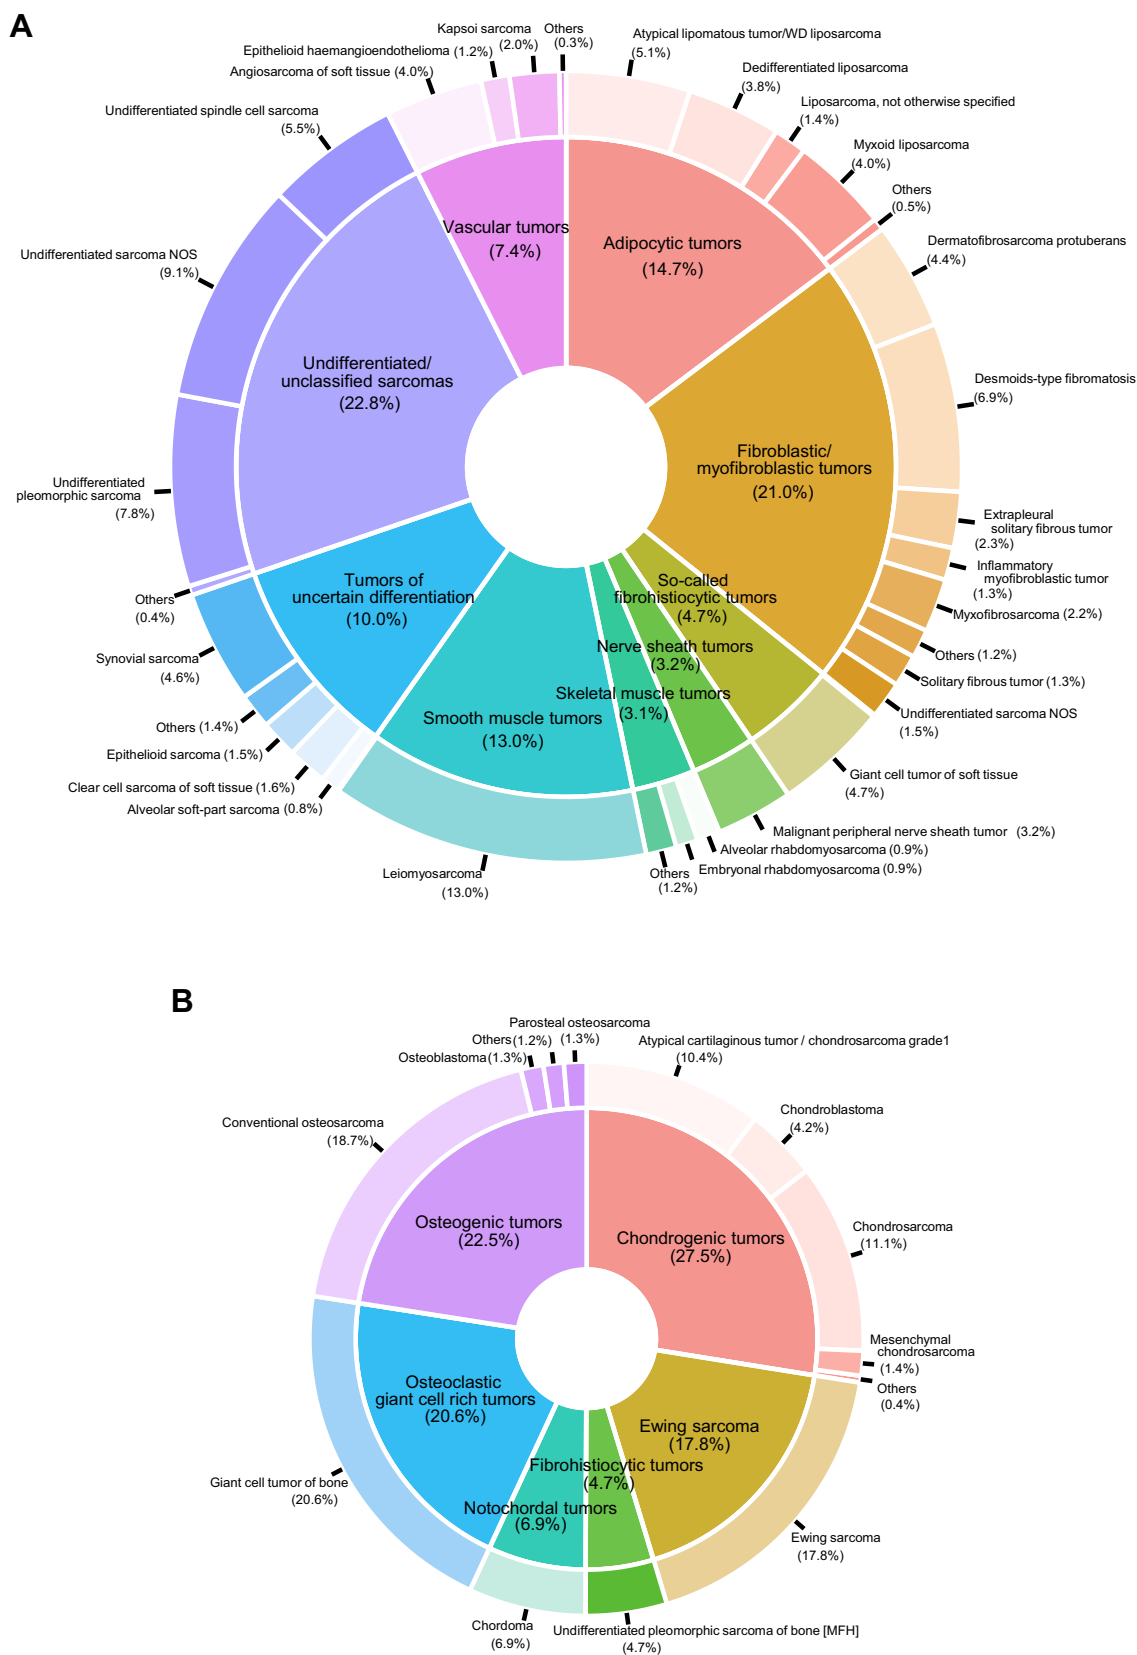 A
Kapsoi sarcoma
(2.0%)
Others
(0.3%)
Epithelioid haemangioendothelioma (1.2%)
Angiosarcoma of soft tissue (4.0%)
Atypical lipomatous tumor/WD liposarcoma
(5.1%)
Dedifferentiated liposarcoma
(3.8%)
Liposarcoma, not otherwise specified
(1.4%)
Myxoid liposarcoma
(4.0%)
Others
(0.5%)
Dermatofibrosarcoma protuberans
(4.4%)
Desmoids-type fibromatosis
(6.9%)
Extrapleural
solitary fibrous tumor
(2.3%)
Inflammatory
myofibroblastic tumor
(1.3%)
Myxofibrosarcoma (2.2%)
Others (1.2%)
Solitary fibrous tumor (1.3%)
Undifferentiated sarcoma NOS
(1.5%)
Giant cell tumor of soft tissue
(4.7%)
Malignant peripheral nerve sheath tumor (3.2%)
Alveolar rhabdomyosarcoma (0.9%)
Embryonal rhabdomyosarcoma (0.9%)
Others
(1.2%)
Leiomyosarcoma
(13.0%)
Alveolar soft-part sarcoma (0.8%)
Clear cell sarcoma of soft tissue (1.6%)
Epithelioid sarcoma (1.5%)
Others (1.4%)
Synovial sarcoma
(4.6%)
Others
(0.4%)
Undifferentiated
pleomorphic sarcoma
(7.8%)
Undifferentiated sarcoma NOS
(9.1%)
Undifferentiated spindle cell sarcoma
(5.5%)
Vascular tumors
(7.4%)
Adipocytic tumors
(14.7%)
Fibroblastic/
myofibroblastic tumors
(21.0%)
So-called
fibrohistiocytic tumors
(4.7%)
Nerve sheath tumors
(3.2%)
Skeletal muscle tumors
(3.1%)
Smooth muscle tumors
(13.0%)
Tumors of
uncertain differentiation
(10.0%)
Undifferentiated/
unclassified sarcomas
(22.8%)
B
Parosteal osteosarcoma
(1.3%)
Others (1.2%)
Osteoblastoma (1.3%)
Conventional osteosarcoma
(18.7%)
Atypical cartilaginous tumor / chondrosarcoma grade1
(10.4%)
Chondroblastoma
(4.2%)
Chondrosarcoma
(11.1%)
Mesenchymal
chondrosarcoma
(1.4%)
Others
(0.4%)
Ewing sarcoma
(17.8%)
Undifferentiated pleomorphic sarcoma of bone [MFH]
(4.7%)
Chordoma
(6.9%)
Giant cell tumor of bone
(20.6%)
Osteogenic tumors
(22.5%)
Chondrogenic tumors
(27.5%)
Ewing sarcoma
(17.8%)
Fibrohistiocytic tumors
(4.7%)
Notochordal tumors
(6.9%)
Osteoclastic
giant cell rich tumors
(20.6%)